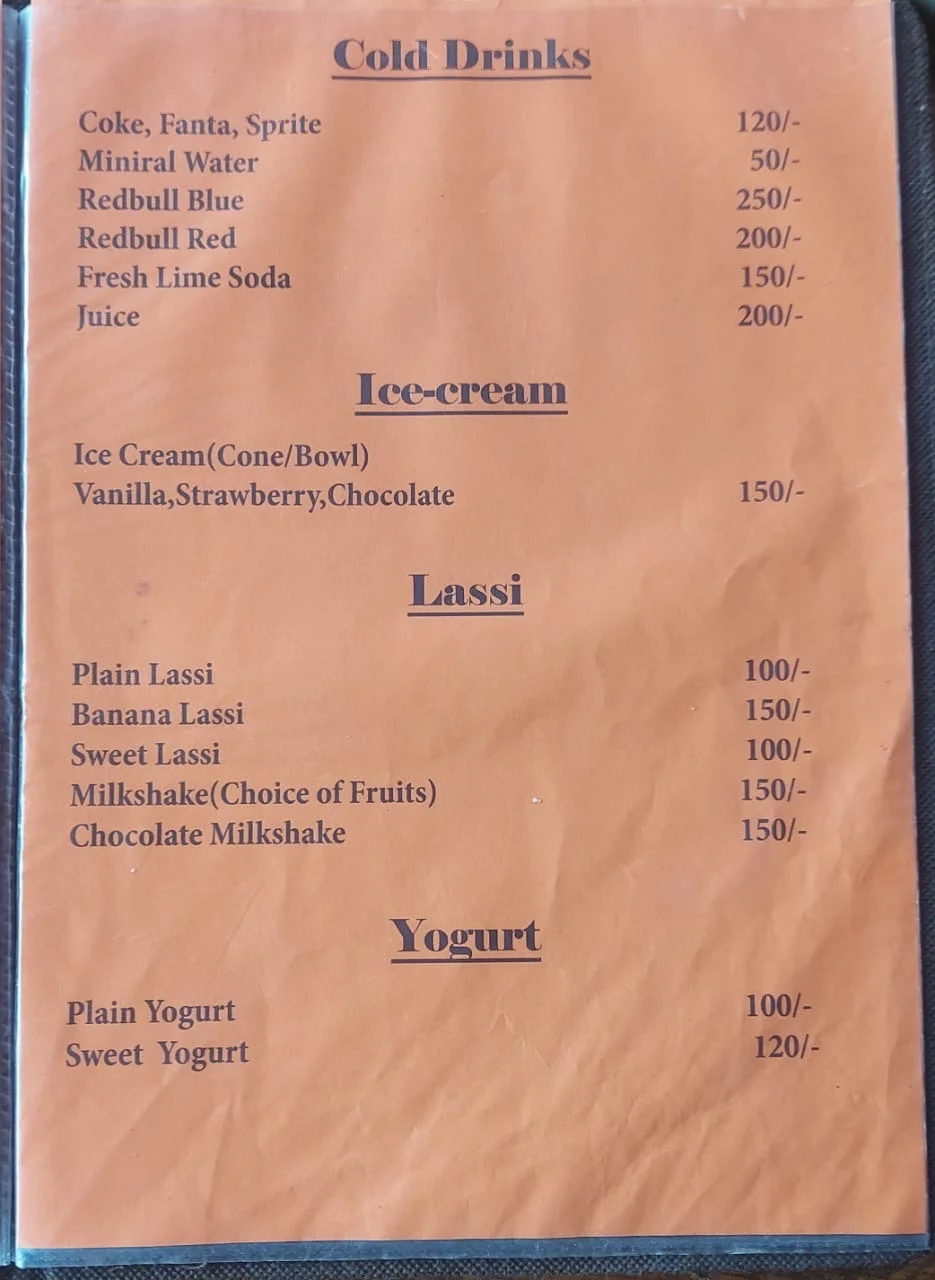 Cold Drinks
Coke, Fanta, Sprite 120/-
Miniral Water 50/-
Redbull Blue 250/-
Redbull Red 200/-
Fresh Lime Soda 150/-
Juice 200/-
Ice-cream
Ice Cream(Cone/Bowl)
Vanilla,Strawberry,Chocolate 150/-
Lassi
Plain Lassi 100/-
Banana Lassi 150/-
Sweet Lassi 100/-
Milkshake(Choice of Fruits) 150/-
Chocolate Milkshake 150/-
Yogurt
Plain Yogurt 100/-
Sweet Yogurt 120/-